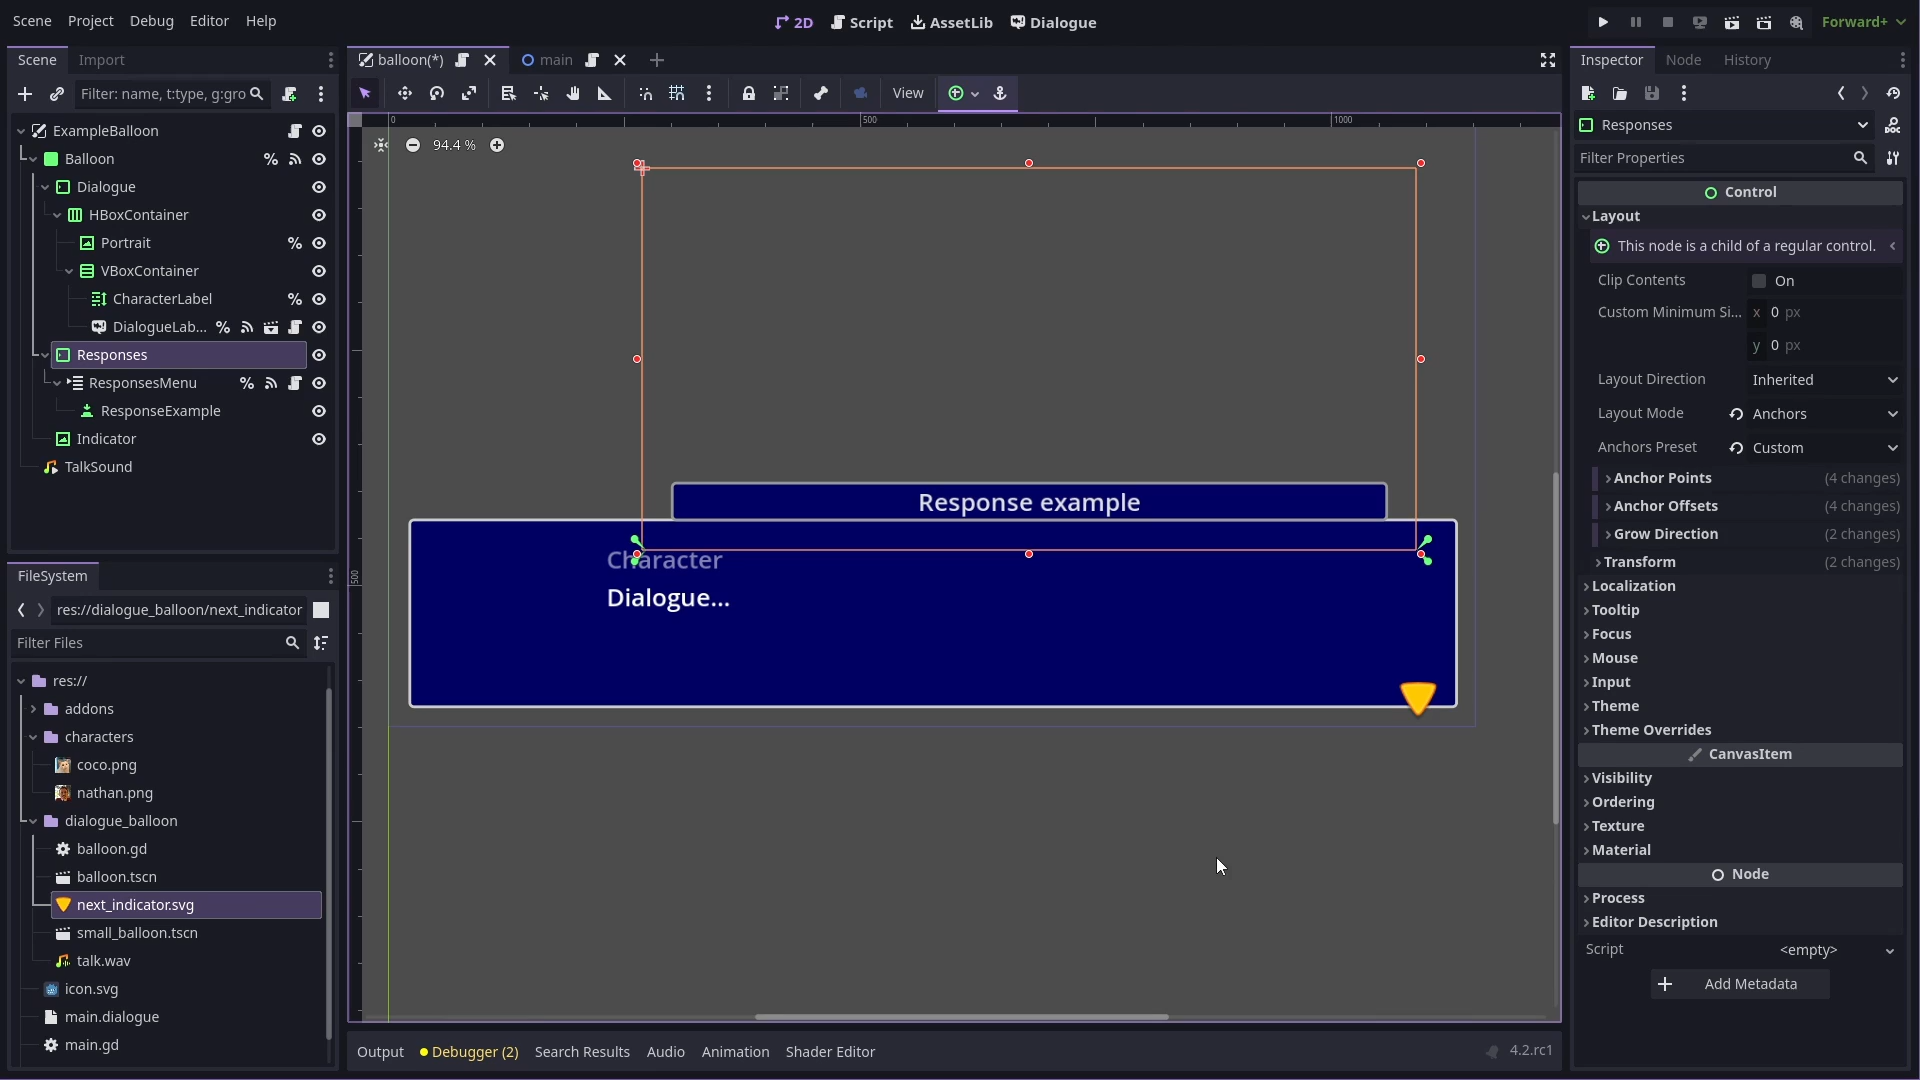 Scene Project Debug Editor Help
2D Script AssetLib Dialogue
Forward+
Scene Import
Filter: name, t:type, g:gro
ExampleBalloon
Balloon %
Dialogue
HBoxContainer
Portrait %
VBoxContainer
CharacterLabel %
DialogueLab... %
Responses
ResponsesMenu %
ResponseExample
Indicator
TalkSound
FileSystem
res://dialogue_balloon/next_indicator
Filter Files
res://
addons
characters
coco.png
nathan.png
dialogue_balloon
balloon.gd
balloon.tscn
next_indicator.svg
small_balloon.tscn
talk.wav
icon.svg
main.dialogue
main.gd
balloon(*) main
View
0 500 1000
94.4 %
500
Response example
Character
Dialogue...
Output Debugger (2) Search Results Audio Animation Shader Editor 4.2.rc1
Inspector Node History
Responses
Filter Properties
Control
Layout
This node is a child of a regular control.
Clip Contents On
Custom Minimum Si... x 0 px
y 0 px
Layout Direction Inherited
Layout Mode Anchors
Anchors Preset Custom
Anchor Points (4 changes)
Anchor Offsets (4 changes)
Grow Direction (2 changes)
Transform (2 changes)
Localization
Tooltip
Focus
Mouse
Input
Theme
Theme Overrides
CanvasItem
Visibility
Ordering
Texture
Material
Node
Process
Editor Description
Script <empty>
Add Metadata